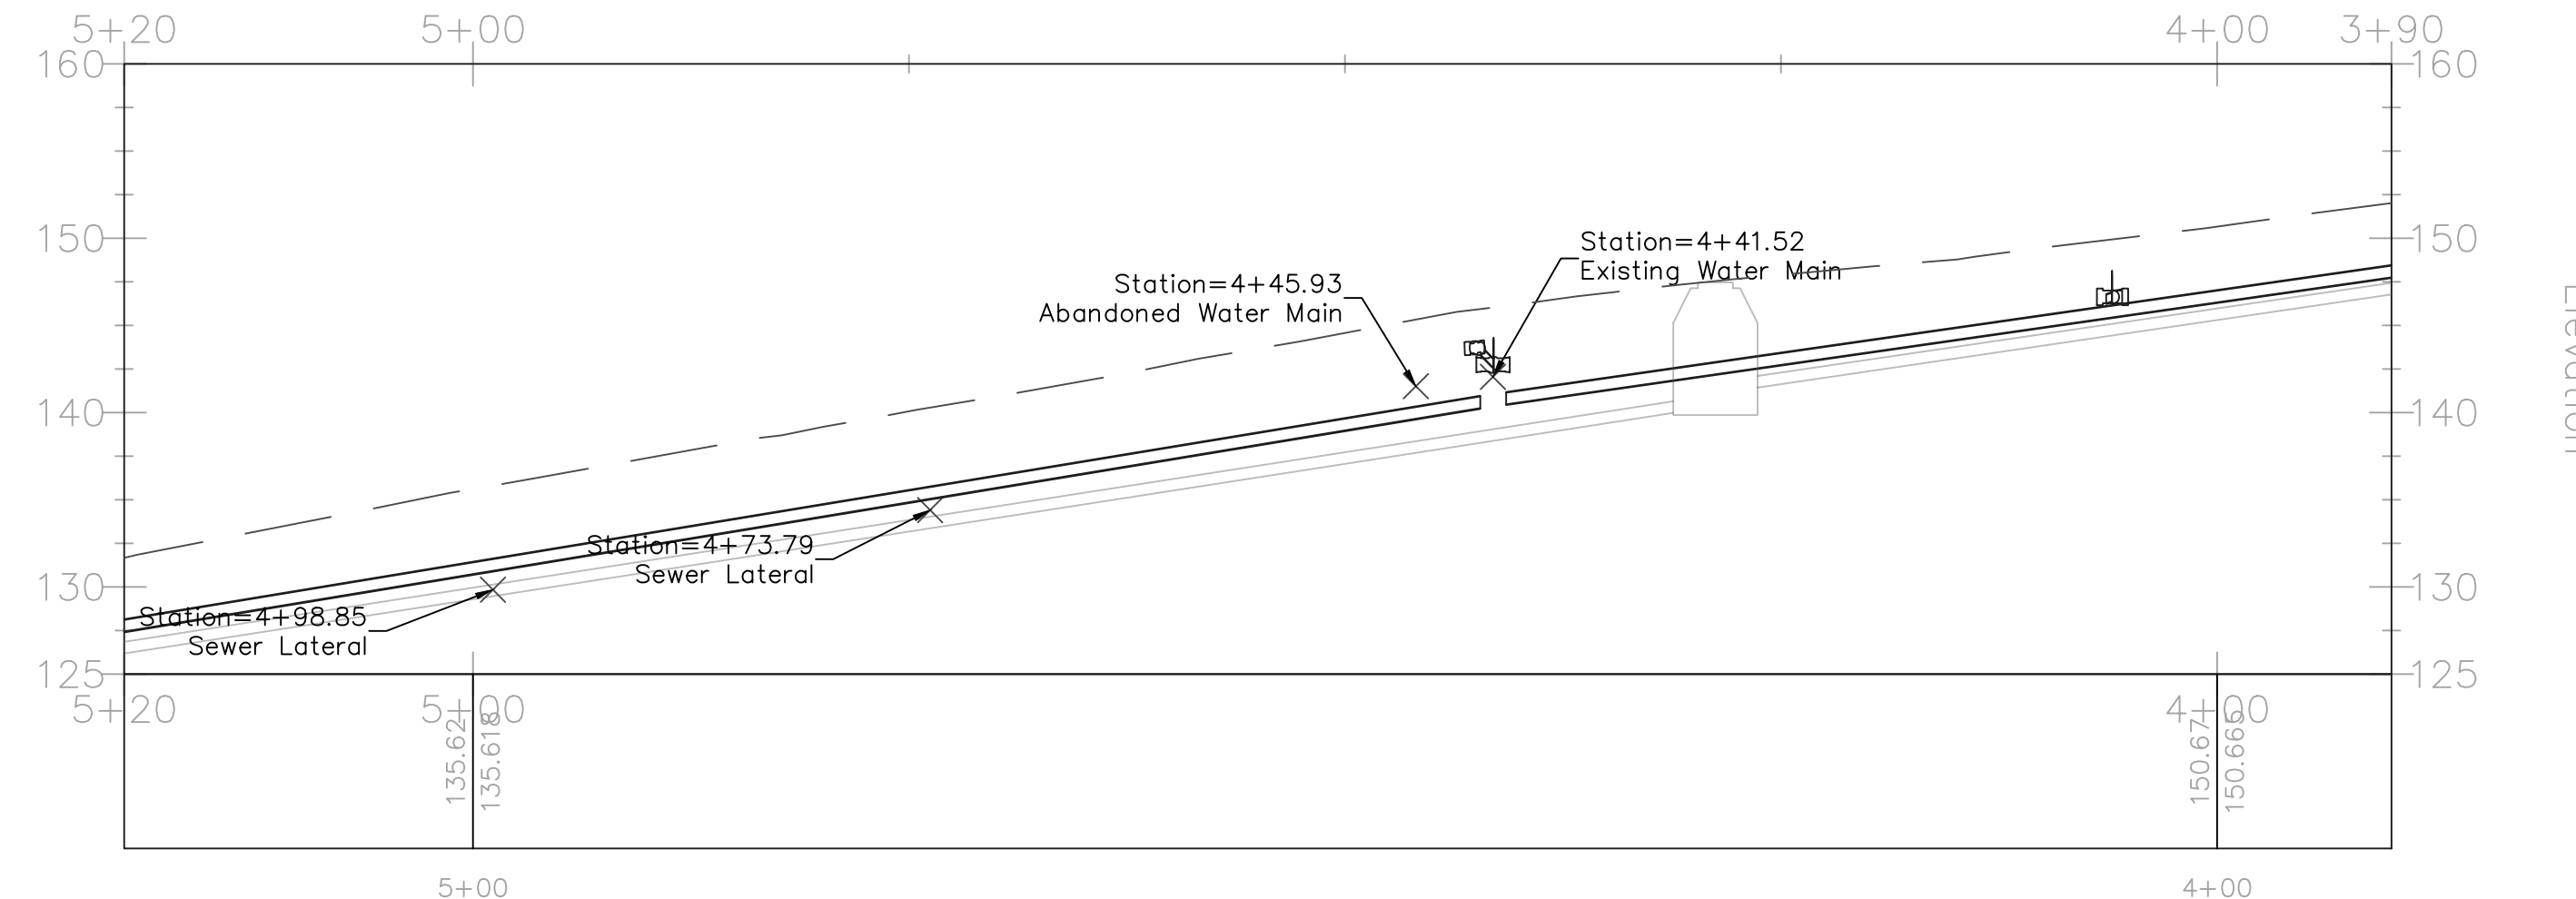 5+20 5+00 4+00 3+90
160 160
150 150
Station=4+41.52
Existing Water Main
Station=4+45.93
Abandoned Water Main
Elevation
140 140
Station=4+73.79
Sewer Lateral
130 130
Station=4+98.85
Sewer Lateral
125 125
5+20 5+00 4+00
135.62 135.618 150.67 150.665
5+00 4+00